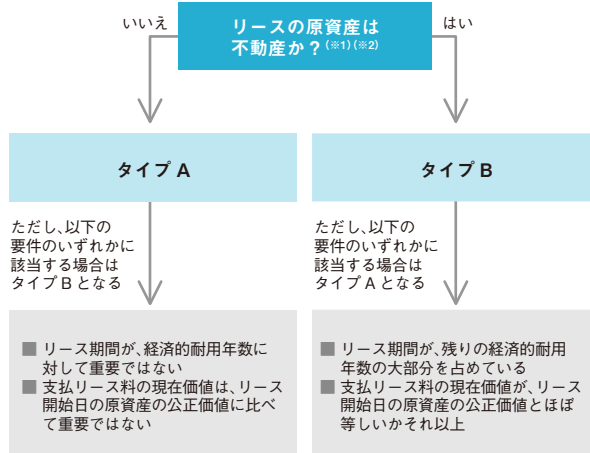 いいえ
リースの原資産は
不動産か？(※1)(※2)
はい
タイプ A
タイプ B
ただし、以下の
要件のいずれかに
該当する場合は
タイプ B となる
ただし、以下の
要件のいずれかに
該当する場合は
タイプ A となる
■ リース期間が、経済的耐用年数に
対して重要ではない
■ 支払リース料の現在価値は、リース
開始日の原資産の公正価値に比べ
て重要ではない
■ リース期間が、残りの経済的耐用
年数の大部分を占めている
■ 支払リース料の現在価値が、リース
開始日の原資産の公正価値とほぼ
等しいかそれ以上